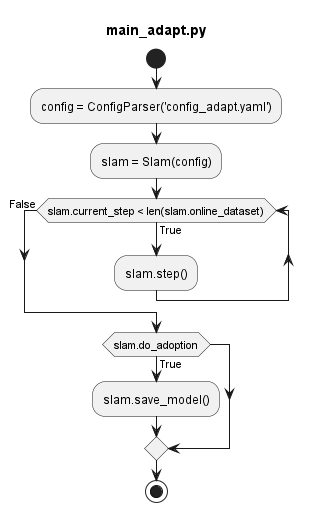 main_adapt.py
config = ConfigParser('config_adapt.yaml')
slam = Slam(config)
False
slam.current_step < len(slam.online_dataset)
True
slam.step()
slam.do_adoption
True
slam.save_model()